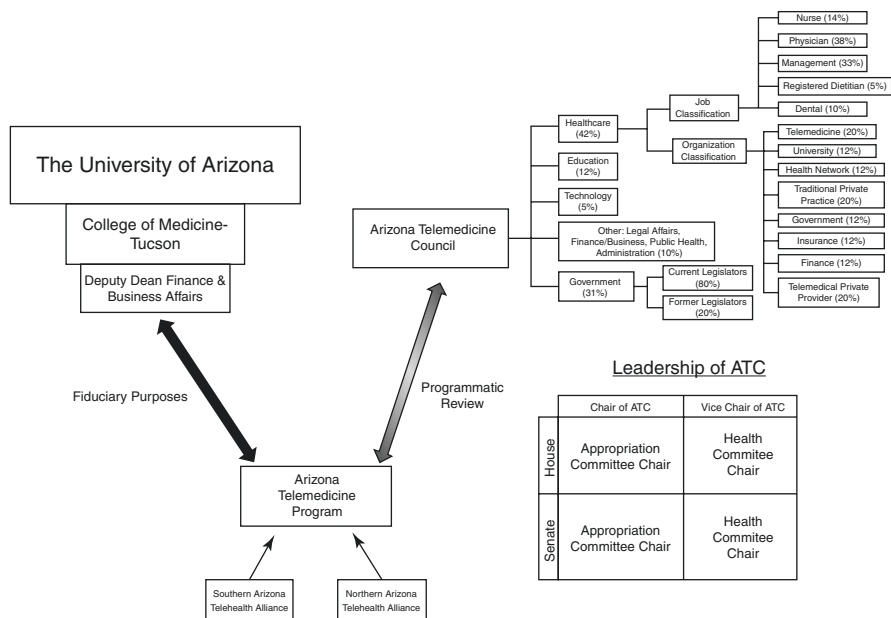 The University of Arizona
College of Medicine-
Tucson
Deputy Dean Finance &
Business Affairs
Fiduciary Purposes
Arizona Telemedicine
Council
Programmatic
Review
Arizona
Telemedicine
Program
Southern Arizona
Telehealth Alliance
Northern Arizona
Telehealth Alliance
Healthcare
(42%)
Education
(12%)
Technology
(5%)
Other: Legal Affairs,
Finance/Business, Public Health,
Administration (10%)
Government
(31%)
Current Legislators
(80%)
Former Legislators
(20%)
Job
Classification
Organization
Classification
Nurse (14%)
Physician (38%)
Management (33%)
Registered Dietitian (5%)
Dental (10%)
Telemedicine (20%)
University (12%)
Health Network (12%)
Traditional Private
Practice (20%)
Government (12%)
Insurance (12%)
Finance (12%)
Telemedical Private
Provider (20%)
Leadership of ATC
Chair of ATC
Vice Chair of ATC
House
Appropriation
Committee Chair
Health
Commitee
Chair
Senate
Appropriation
Committee Chair
Health
Commitee
Chair